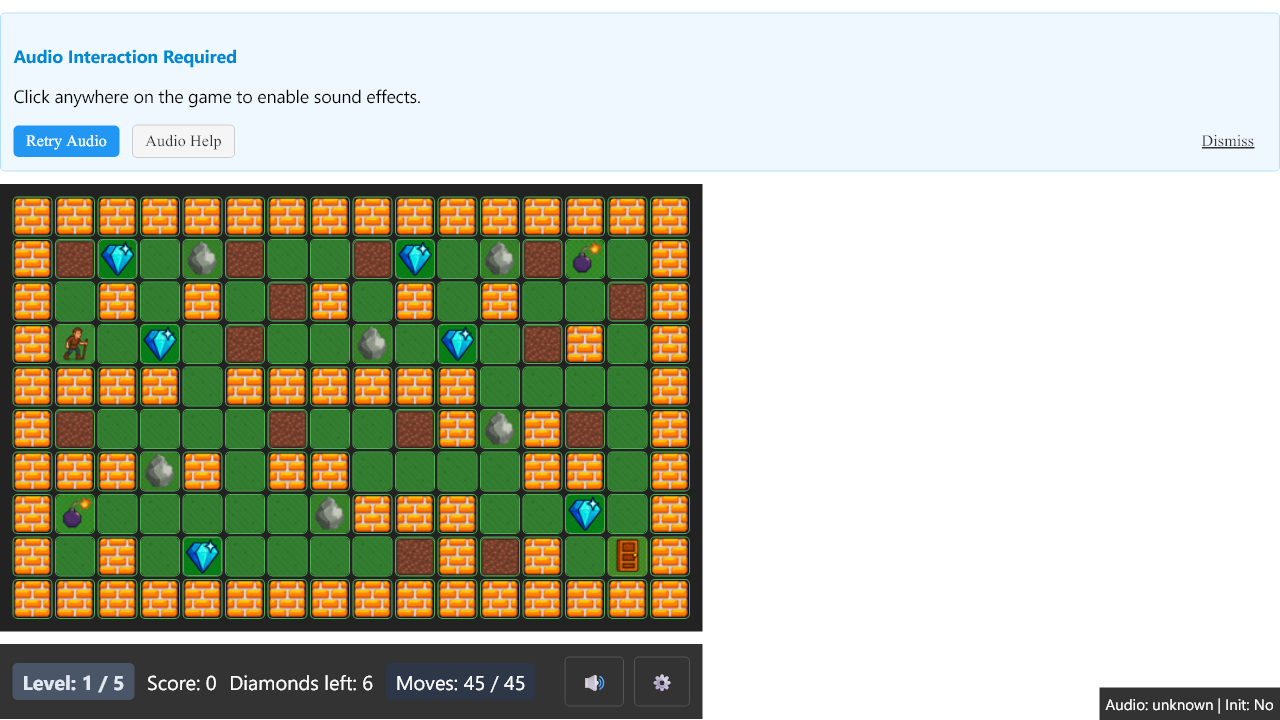 Audio Interaction Required
Click anywhere on the game to enable sound effects.
Retry Audio
Audio Help
Dismiss
Level: 1 / 5
Score: 0
Diamonds left: 6
Moves: 45 / 45
Audio: unknown | Init: No